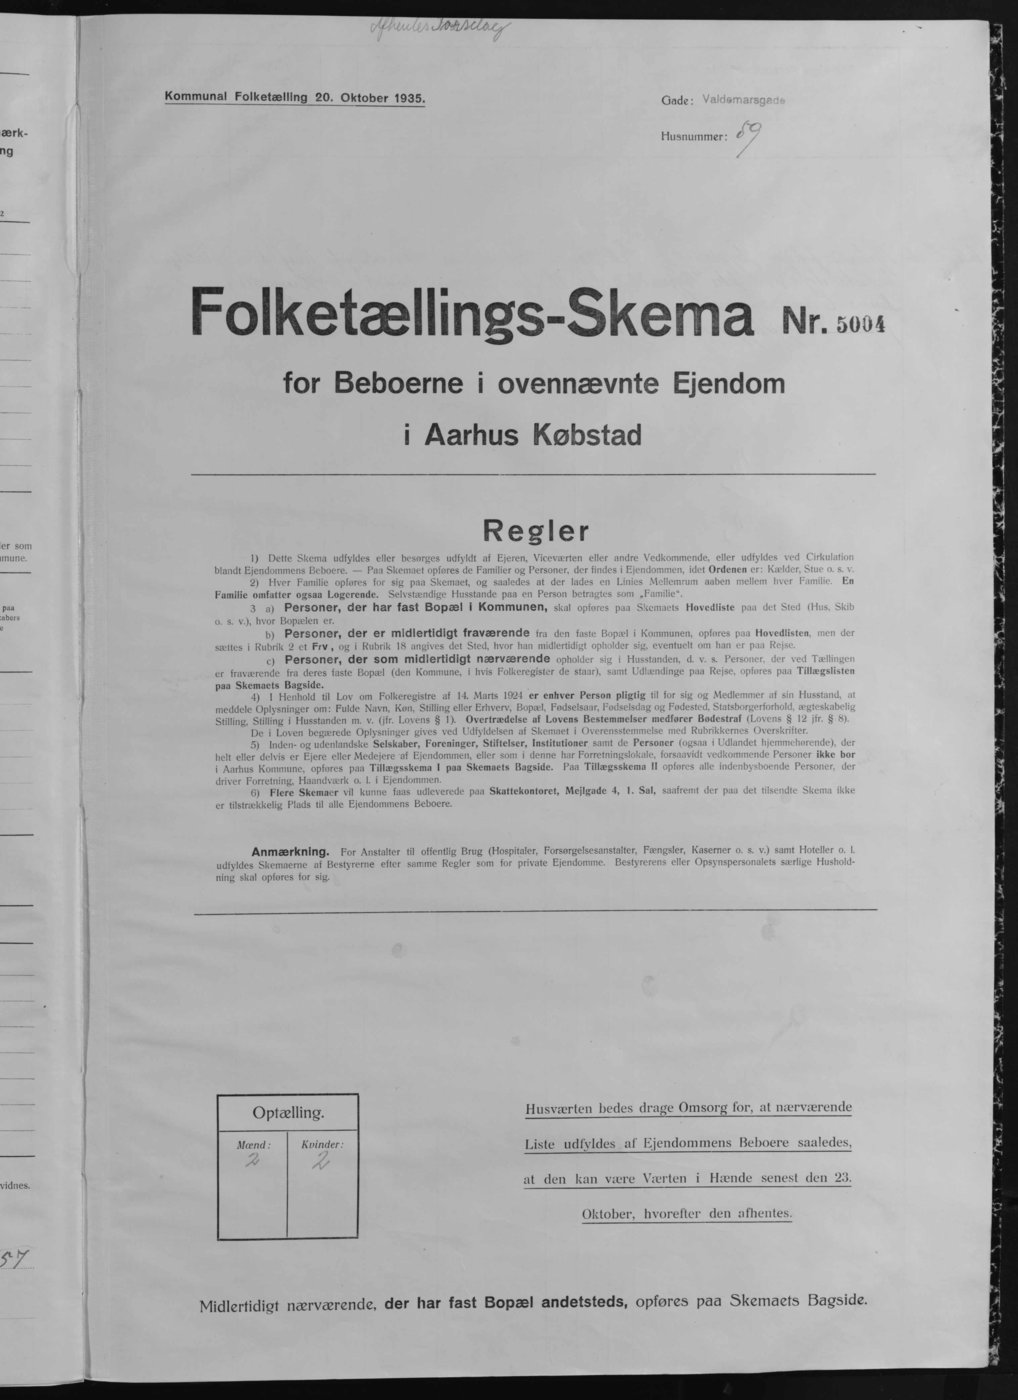 Afhentes Torsdag
Kommunal Folketælling 20. Oktober 1935.
Gade: Valdemarsgade
Husnummer: 59
Folketællings-Skema Nr. 5004
for Beboerne i ovennævnte Ejendom
i Aarhus Købstad
Regler
1) Dette Skema udfyldes eller besørges udfyldt af Ejeren, Viceværten eller andre Vedkommende, eller udfyldes ved Cirkulation
blandt Ejendommens Beboere. — Paa Skemaet opføres de Familier og Personer, der findes i Ejendommen, idet Ordenen er: Kælder, Stue o. s. v.
2) Hver Familie opføres for sig paa Skemaet, og saaledes at der lades en Linies Mellemrum aaben mellem hver Familie. En
Familie omfatter ogsaa Logerende. Selvstændige Husstande paa en Person betragtes som „Familie“.
3 a) Personer, der har fast Bopæl i Kommunen, skal opføres paa Skemaets Hovedliste paa det Sted (Hus, Skib
o. s. v.), hvor Bopælen er.
b) Personer, der er midlertidigt fraværende fra den faste Bopæl i Kommunen, opføres paa Hovedlisten, men der
sættes i Rubrik 2 et Frv, og i Rubrik 18 angives det Sted, hvor han midlertidigt opholder sig, eventuelt om han er paa Rejse.
c) Personer, der som midlertidigt nærværende opholder sig i Husstanden, d. v. s. Personer, der ved Tællingen
er fraværende fra deres faste Bopæl (den Kommune, i hvis Folkeregister de staar), samt Udlændinge paa Rejse, opføres paa Tillægslisten
paa Skemaets Bagside.
4) I Henhold til Lov om Folkeregistre af 14. Marts 1924 er enhver Person pligtig til for sig og Medlemmer af sin Husstand, at
meddele Oplysninger om: Fulde Navn, Køn, Stilling eller Erhverv, Bopæl, Fødselsaar, Fødselsdag og Fødested, Statsborgerforhold, ægteskabelig
Stilling, Stilling i Husstanden m. v. (jfr. Lovens § 1). Overtrædelse af Lovens Bestemmelser medfører Bødestraf (Lovens § 12 jfr. § 8).
De i Loven begærede Oplysninger gives ved Udfyldelsen af Skemaet i Overensstemmelse med Rubrikkernes Overskrifter.
5) Inden- og udenlandske Selskaber, Foreninger, Stiftelser, Institutioner samt de Personer (ogsaa i Udlandet hjemmehørende), der
helt eller delvis er Ejere eller Medejere af Ejendommen, eller som i denne har Forretningslokale, forsaavidt vedkommende Personer ikke bor
i Aarhus Kommune, opføres paa Tillægsskema I paa Skemaets Bagside. Paa Tillægsskema II opføres alle indenbysboende Personer, der
driver Forretning, Haandværk o. l. i Ejendommen.
6) Flere Skemaer vil kunne faas udleverede paa Skattekontoret, Mejlgade 4, 1. Sal, saafremt der paa det tilsendte Skema ikke
er tilstrækkelig Plads til alle Ejendommens Beboere.
Anmærkning. For Anstalter til offentlig Brug (Hospitaler, Forsørgelsesanstalter, Fængsler, Kaserner o. s. v.) samt Hoteller o. l.
udfyldes Skemaerne af Bestyrerne efter samme Regler som for private Ejendomme. Bestyrerens eller Opsynspersonalets særlige Hushold-
ning skal opføres for sig.
Optælling.
Mænd: Kvinder:
2 2
Husværten bedes drage Omsorg for, at nærværende
Liste udfyldes af Ejendommens Beboere saaledes,
at den kan være Værten i Hænde senest den 23.
Oktober, hvorefter den afhentes.
Midlertidigt nærværende, der har fast Bopæl andetsteds, opføres paa Skemaets Bagside.
ærk-
ng
2
er som
mmune.
paa
e
vidnes.
57